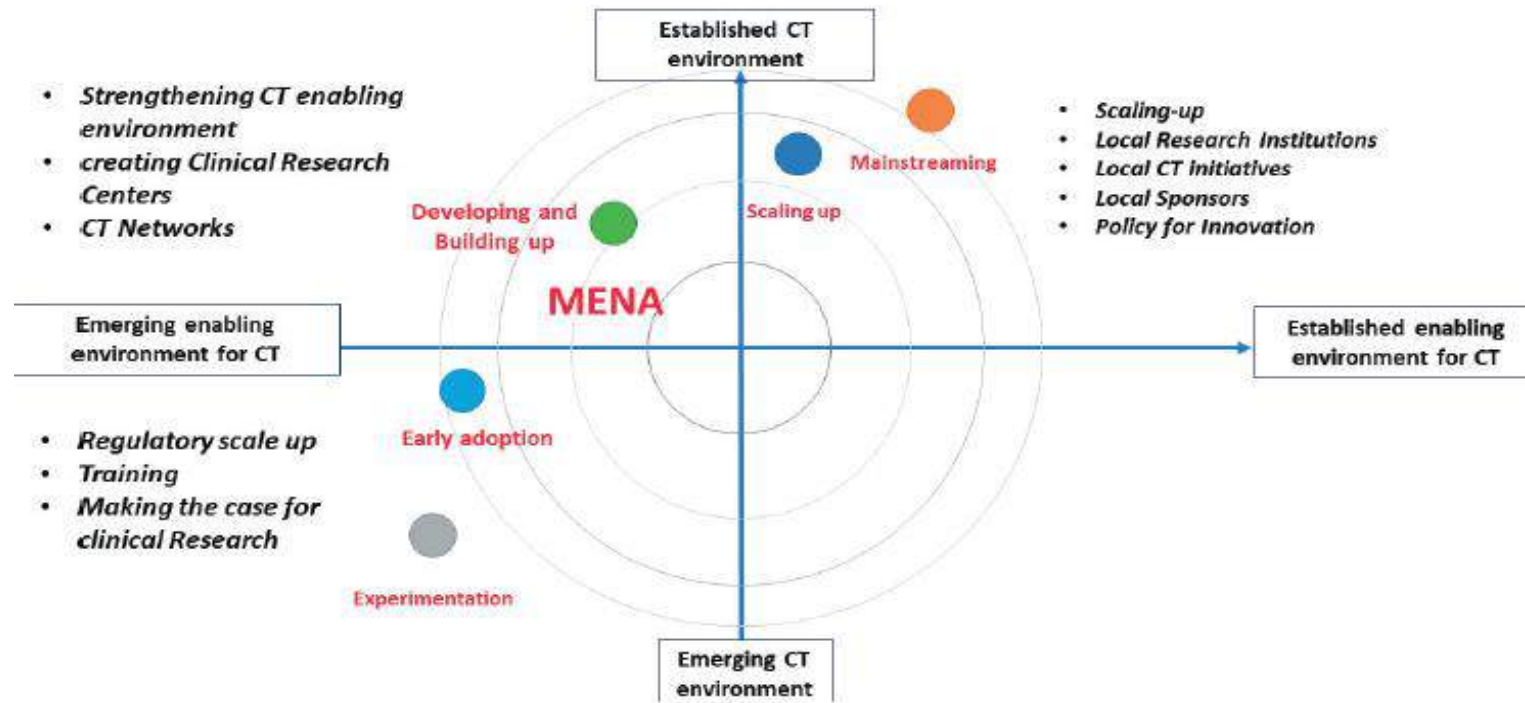 Established CT
environment
• Strengthening CT enabling
environment
• creating Clinical Research
Centers
• CT Networks
• Scaling-up
• Local Research Institutions
• Local CT initiatives
• Local Sponsors
• Policy for Innovation
Mainstreaming
Scaling up
Developing and
Building up
MENA
Emerging enabling
environment for CT
Established enabling
environment for CT
Early adoption
• Regulatory scale up
• Training
• Making the case for
clinical Research
Experimentation
Emerging CT
environment